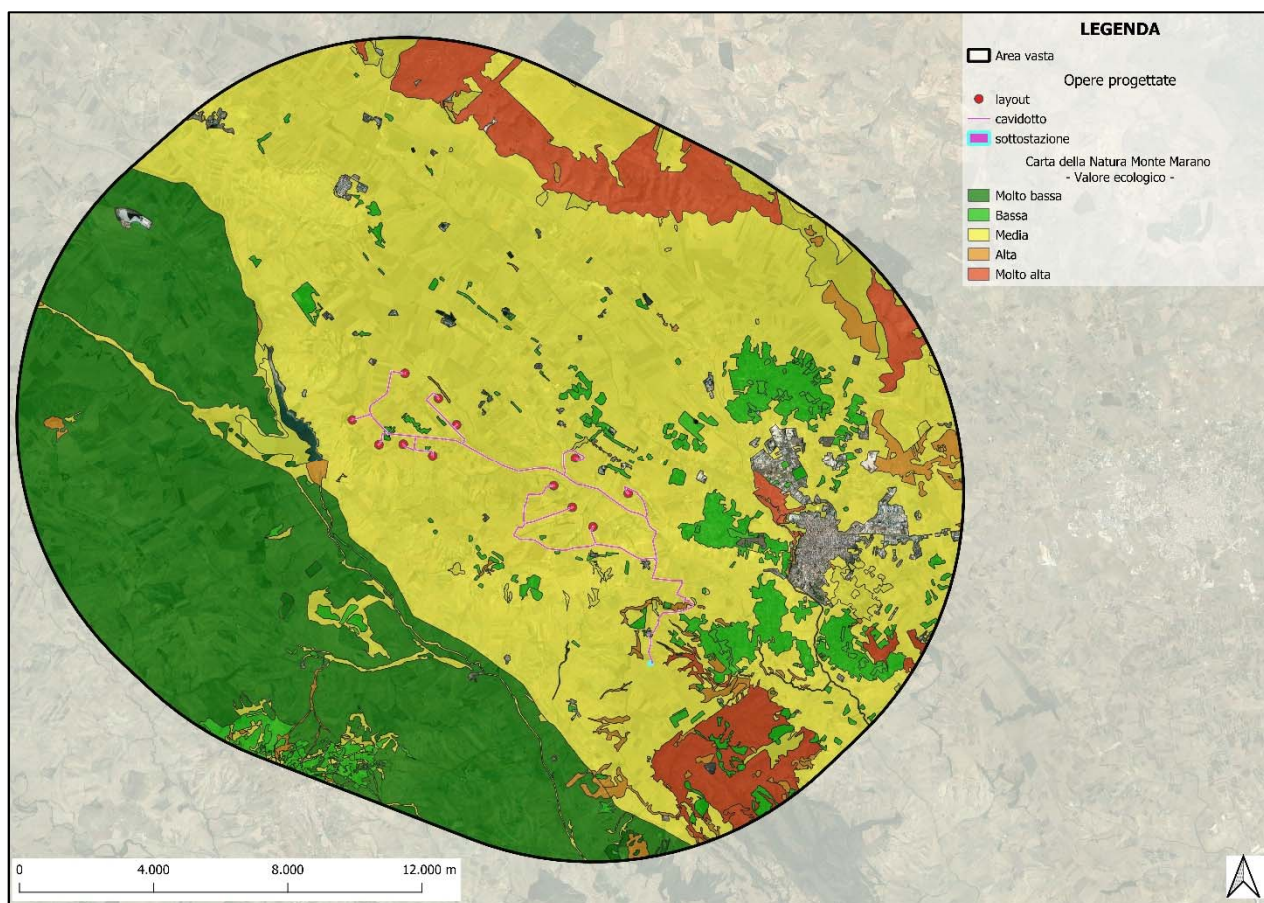 LEGENDA
Area vasta
Opere progettate
layout
cavidotto
sottostazione
Carta della Natura Monte Marano
- Valore ecologico -
Molto bassa
Bassa
Media
Alta
Molto alta
0 4.000 8.000 12.000 m